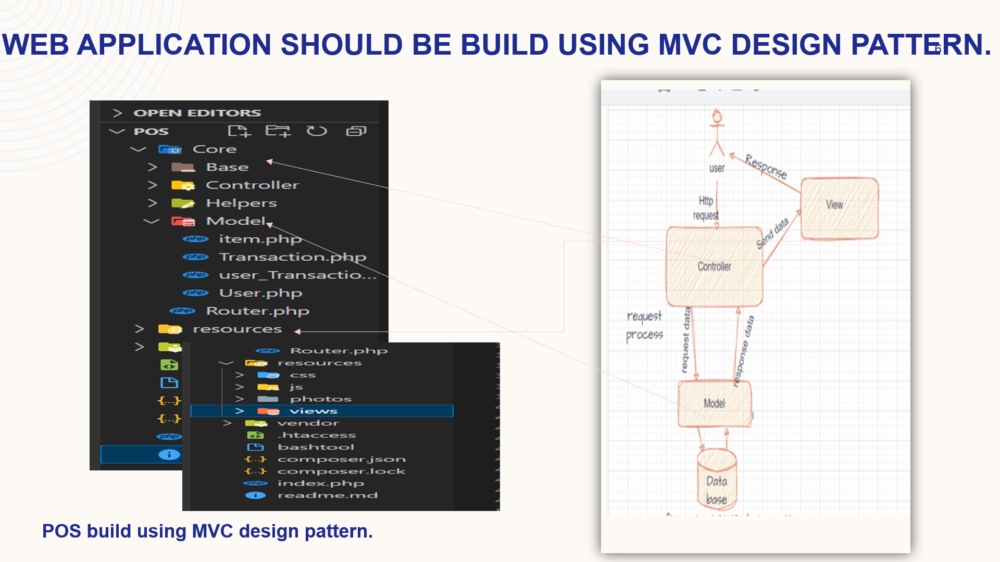 WEB APPLICATION SHOULD BE BUILD USING MVC DESIGN PATTERN.
6
OPEN EDITORS
POS
Core
Base
Controller
Helpers
Model
item.php
Transaction.php
user_Transactio...
User.php
Router.php
resources
Router.php
resources
css
js
photos
views
vendor
.htaccess
bashtool
composer.json
composer.lock
index.php
readme.md
POS build using MVC design pattern.
user
Response
Http
request
View
Send data
Controller
request
process
request data
response data
Model
Data
base